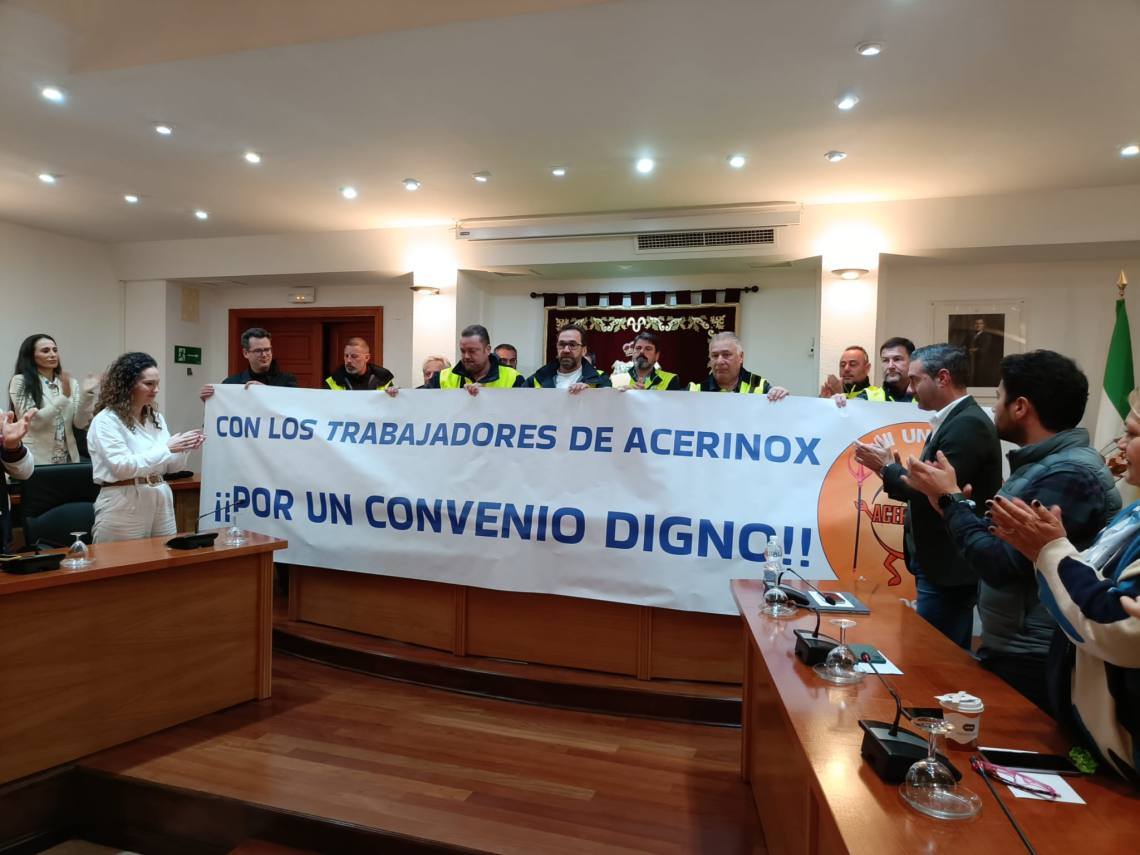 CON LOS TRABAJADORES DE ACERINOX
¡¡POR UN CONVENIO DIGNO!!